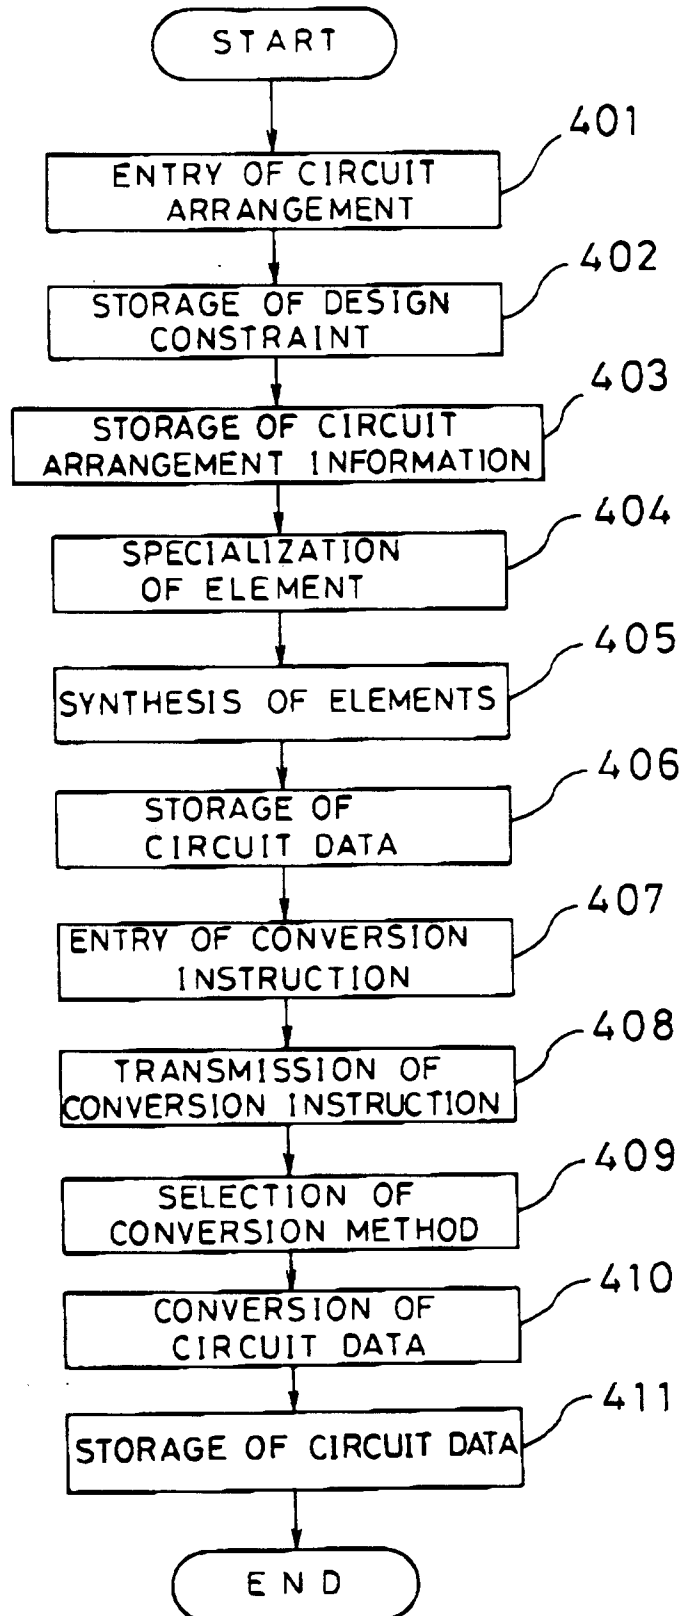 START
401
ENTRY OF CIRCUIT
ARRANGEMENT
402
STORAGE OF DESIGN
CONSTRAINT
403
STORAGE OF CIRCUIT
ARRANGEMENT INFORMATION
404
SPECIALIZATION
OF ELEMENT
405
SYNTHESIS OF ELEMENTS
406
STORAGE OF
CIRCUIT DATA
407
ENTRY OF CONVERSION
INSTRUCTION
408
TRANSMISSION OF
CONVERSION INSTRUCTION
409
SELECTION OF
CONVERSION METHOD
410
CONVERSION OF
CIRCUIT DATA
411
STORAGE OF CIRCUIT DATA
END